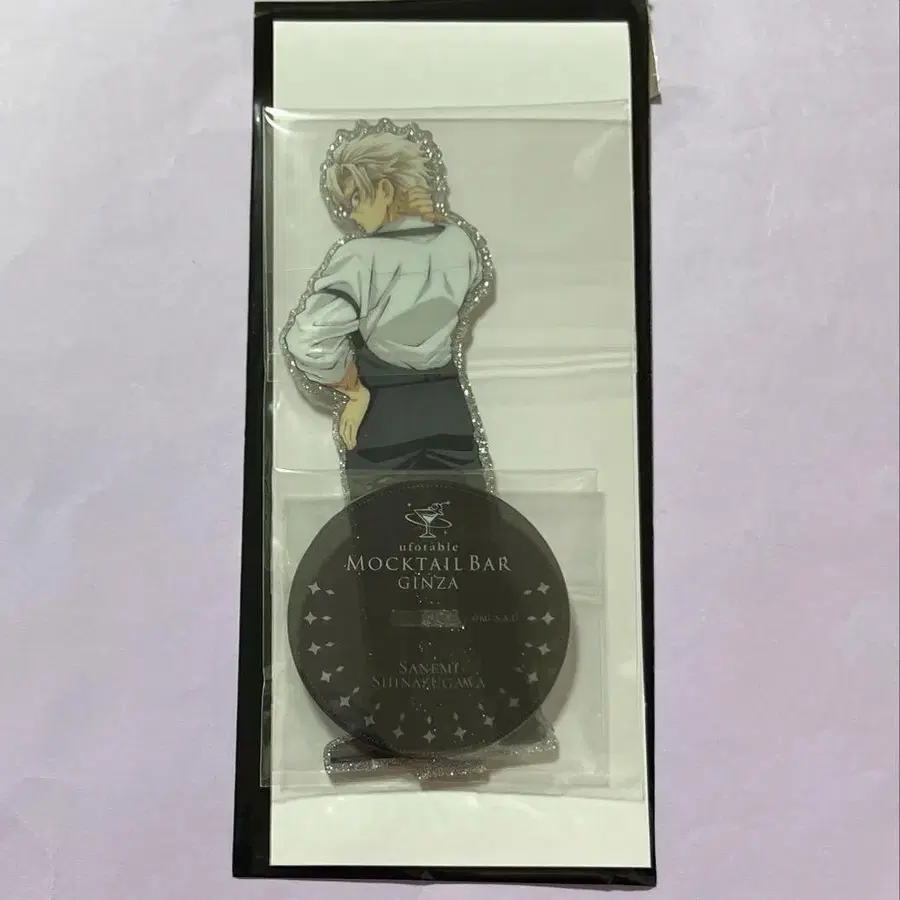 ufotable
MOCKTAIL BAR
GINZA
SANEMI
SHINAZUGAWA